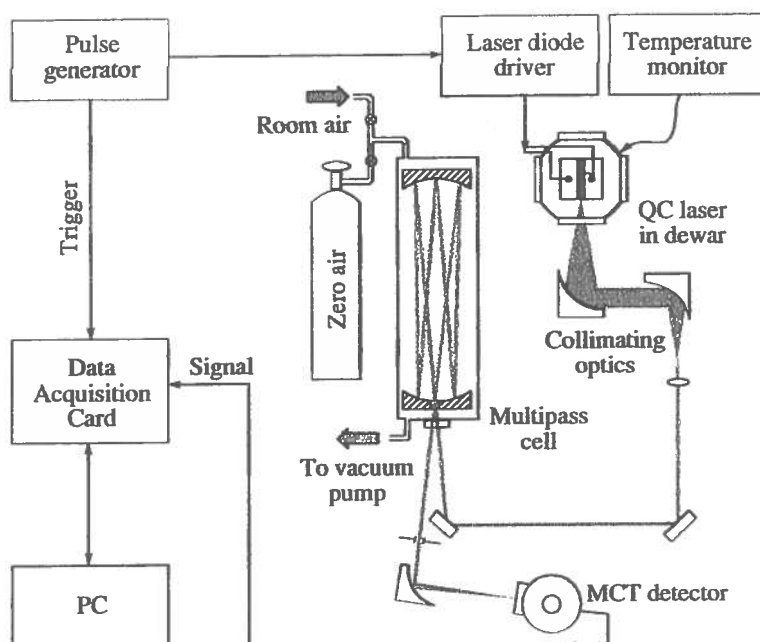 Pulse
generator
Laser diode
driver
Temperature
monitor
Room air
Trigger
Zero air
QC laser
in dewar
Collimating
optics
Data
Acquisition
Card
Signal
Multipass
cell
To vacuum
pump
PC
MCT detector